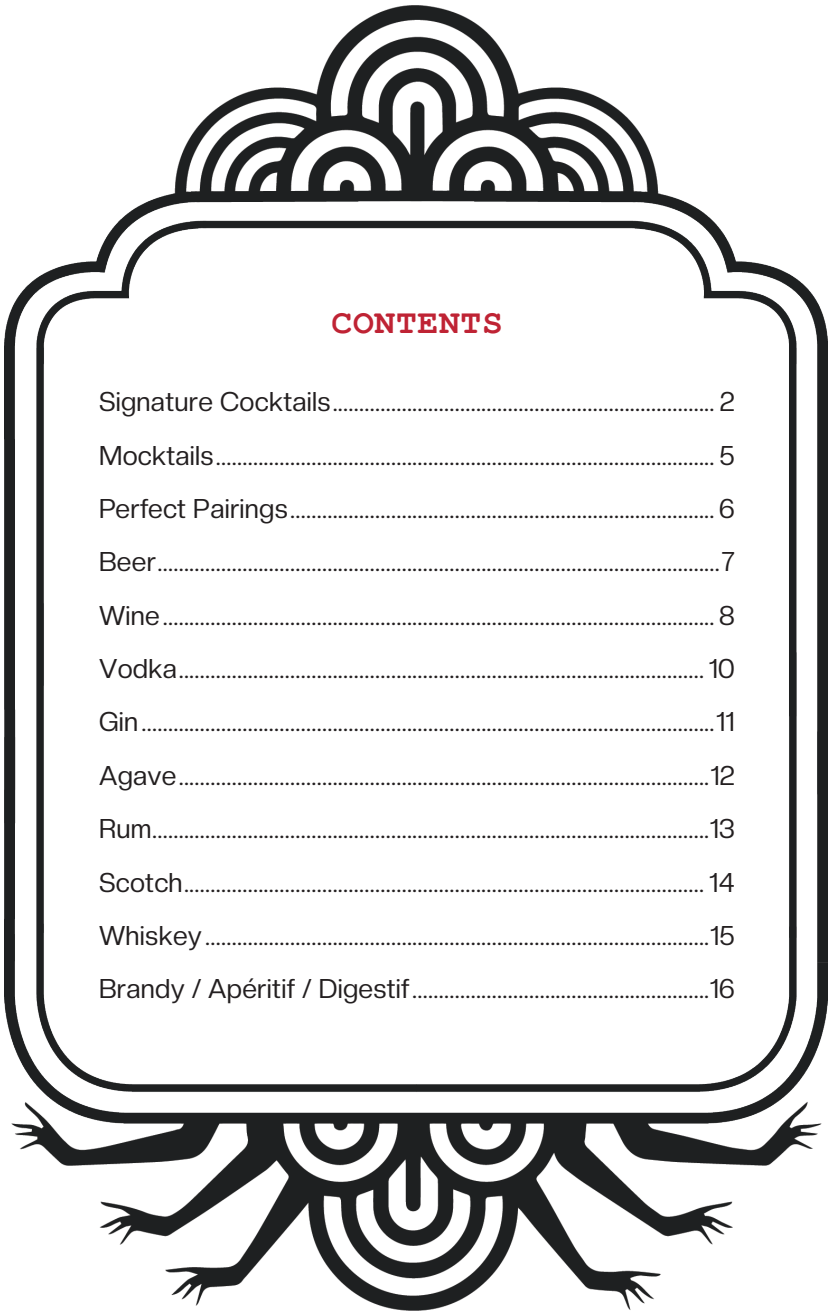 CONTENTS
Signature Cocktails........................................................................ 2
Mocktails.............................................................................................. 5
Perfect Pairings................................................................................ 6
Beer.........................................................................................................7
Wine........................................................................................................ 8
Vodka................................................................................................... 10
Gin...........................................................................................................11
Agave....................................................................................................12
Rum........................................................................................................13
Scotch.................................................................................................. 14
Whiskey...............................................................................................15
Brandy / Apéritif / Digestif........................................................16